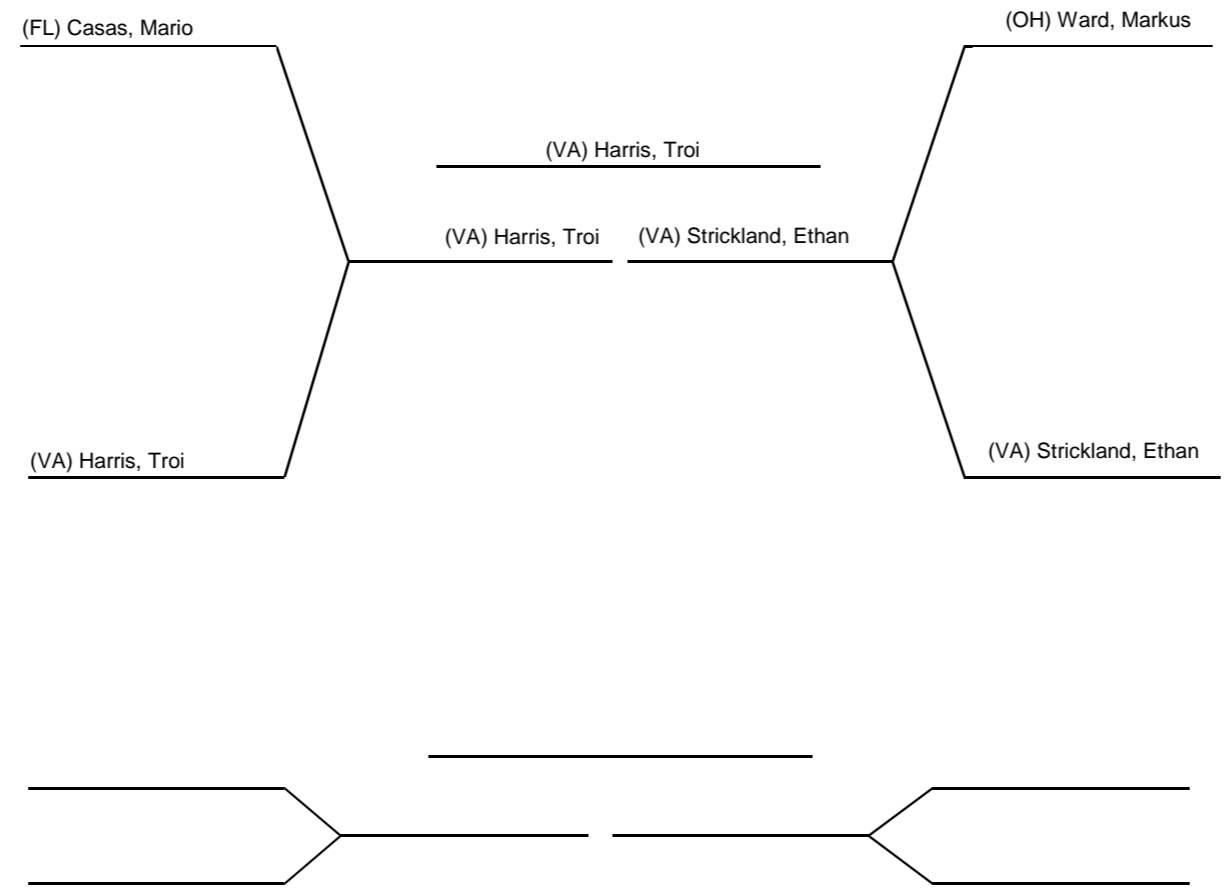 (FL) Casas, Mario
(OH) Ward, Markus
(VA) Harris, Troi
(VA) Harris, Troi
(VA) Strickland, Ethan
(VA) Harris, Troi
(VA) Strickland, Ethan